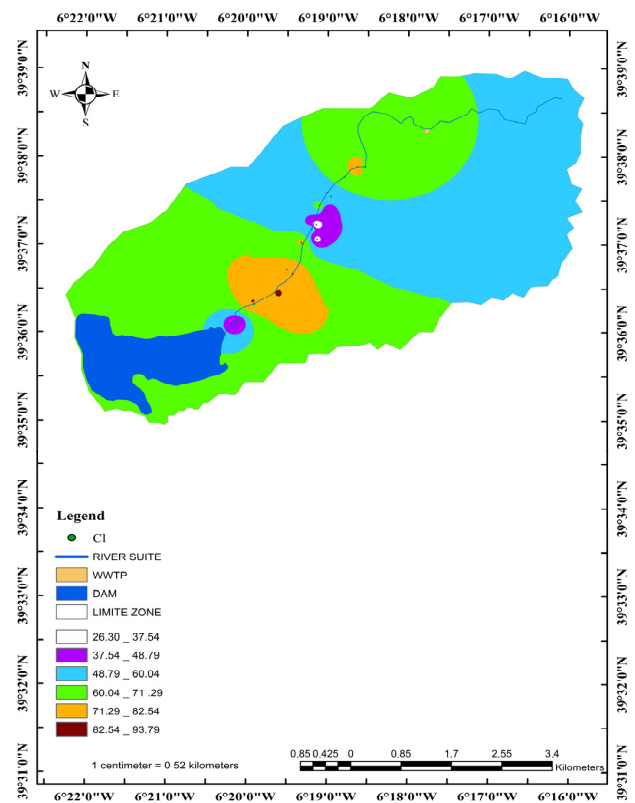 6°22'0"N 6°21'0"N 6°20'0"N 6°19'0"N 6°18'0"N 6°17'0"N 6°16'0"N
39°39'0"N 39°39'0"N
N
W E
S
39°38'0"N 39°38'0"N
39°37'0"N 39°37'0"N
39°36'0"N 39°36'0"N
39°35'0"N 39°35'0"N
39°34'0"N 39°34'0"N
39°33'0"N 39°33'0"N
39°32'0"N 39°32'0"N
39°31'0"N 39°31'0"N
Legend
Cl
RIVER SUITE
WWTP
DAM
LIMITE ZONE
26.30 _ 37.54
37.54 _ 48.79
48.79 _ 60.04
60.04 _ 71 .29
71.29 _ 82.54
82.54 _ 93.79
1 centimeter = 0 52 kilometers
0.85 0.425 0 0.85 1.7 2.55 3.4
Kilometers
6°22'0"N 6°21'0"N 6°20'0"N 6°19'0"N 6°18'0"N 6°17'0"N 6°16'0"N